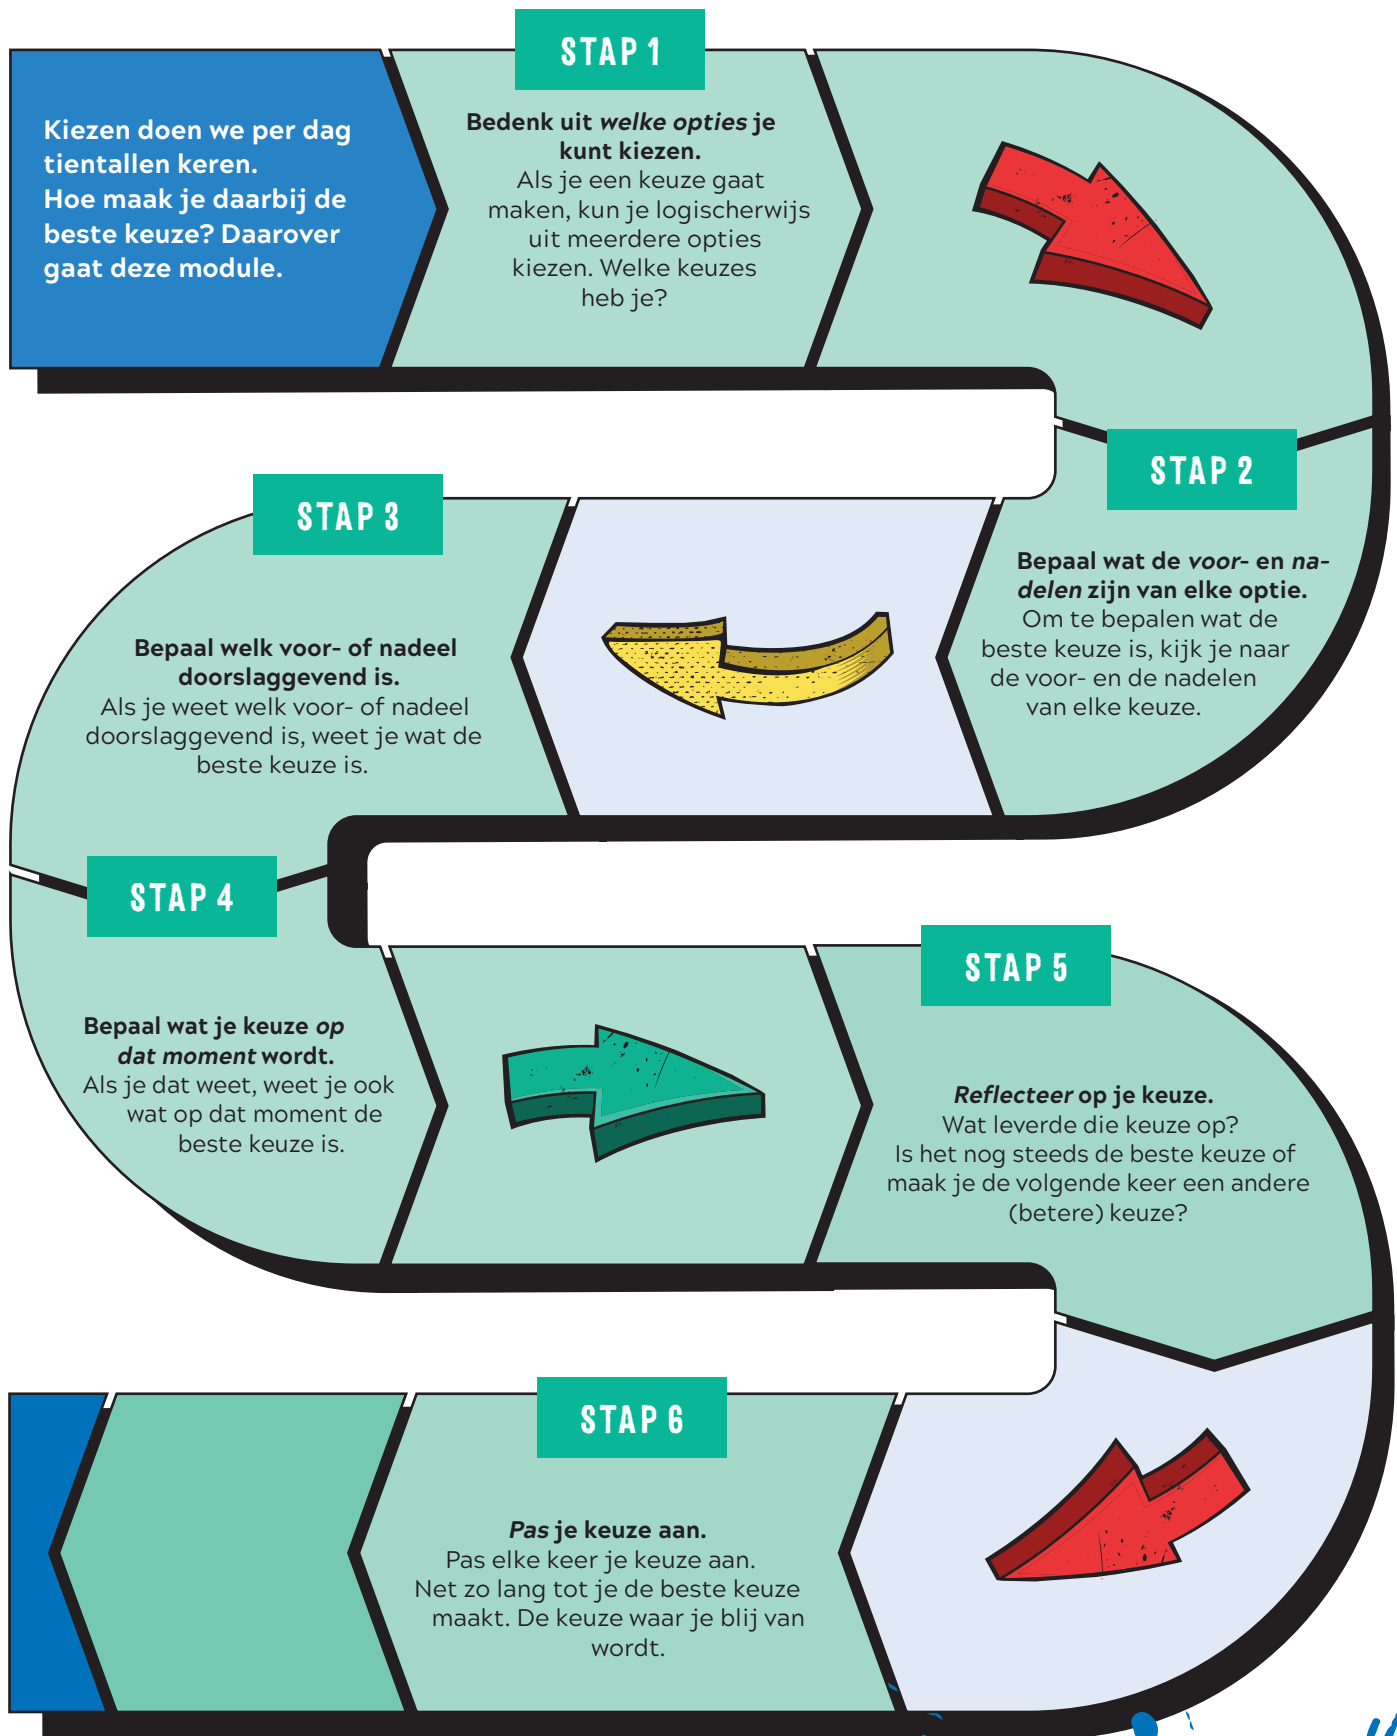 Kiezen doen we per dag
tientallen keren.
Hoe maak je daarbij de
beste keuze? Daarover
gaat deze module.
STAP 1
Bedenk uit welke opties je
kunt kiezen.
Als je een keuze gaat
maken, kun je logischerwijs
uit meerdere opties
kiezen. Welke keuzes
heb je?
STAP 2
Bepaal wat de voor- en na-
delen zijn van elke optie.
Om te bepalen wat de
beste keuze is, kijk je naar
de voor- en de nadelen
van elke keuze.
STAP 3
Bepaal welk voor- of nadeel
doorslaggevend is.
Als je weet welk voor- of nadeel
doorslaggevend is, weet je wat de
beste keuze is.
STAP 4
Bepaal wat je keuze op
dat moment wordt.
Als je dat weet, weet je ook
wat op dat moment de
beste keuze is.
STAP 5
Reflecteer op je keuze.
Wat leverde die keuze op?
Is het nog steeds de beste keuze of
maak je de volgende keer een andere
(betere) keuze?
STAP 6
Pas je keuze aan.
Pas elke keer je keuze aan.
Net zo lang tot je de beste keuze
maakt. De keuze waar je blij van
wordt.